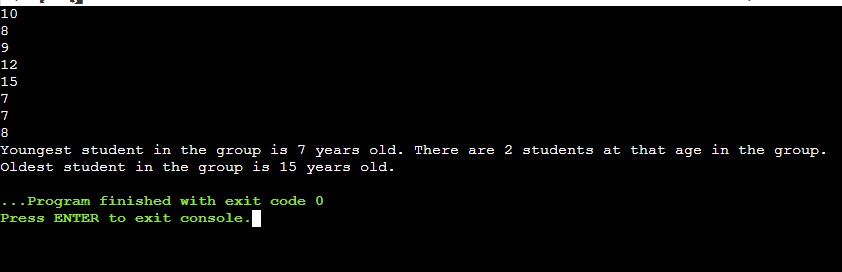 10
8
9
12
15
7
7
8
Youngest student in the group is 7 years old. There are 2 students at that age in the group.
Oldest student in the group is 15 years old.
...Program finished with exit code 0
Press ENTER to exit console.